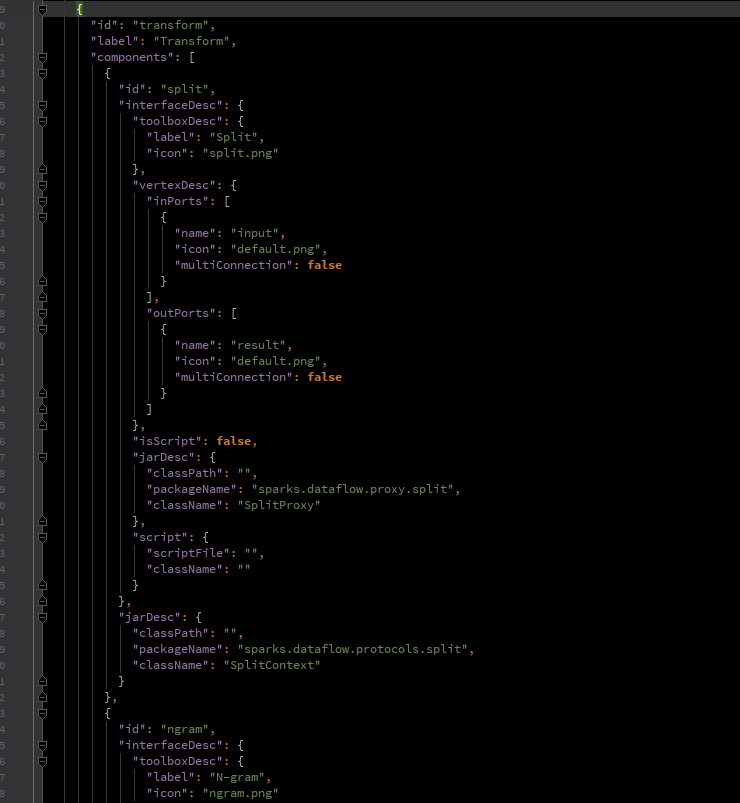 {
"id": "transform",
"label": "Transform",
"components": [
{
"id": "split",
"interfaceDesc": {
"toolboxDesc": {
"label": "Split",
"icon": "split.png"
},
"vertexDesc": {
"inPorts": [
{
"name": "input",
"icon": "default.png",
"multiConnection": false
}
],
"outPorts": [
{
"name": "result",
"icon": "default.png",
"multiConnection": false
}
]
},
"isScript": false,
"jarDesc": {
"classPath": "",
"packageName": "sparks.dataflow.proxy.split",
"className": "SplitProxy"
},
"script": {
"scriptFile": "",
"className": ""
}
},
"jarDesc": {
"classPath": "",
"packageName": "sparks.dataflow.protocols.split",
"className": "SplitContext"
}
},
{
"id": "ngram",
"interfaceDesc": {
"toolboxDesc": {
"label": "N-gram",
"icon": "ngram.png"